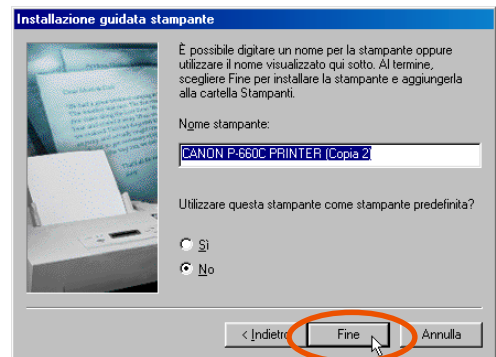 Installazione guidata stampante
È possibile digitare un nome per la stampante oppure
utilizzare il nome visualizzato qui sotto. Al termine,
scegliere Fine per installare la stampante e aggiungerla
alla cartella Stampanti.
Nome stampante:
CANON P-660C PRINTER (Copia 2)
Utilizzare questa stampante come stampante predefinita?
Sì
No
< Indietro
Fine
Annulla